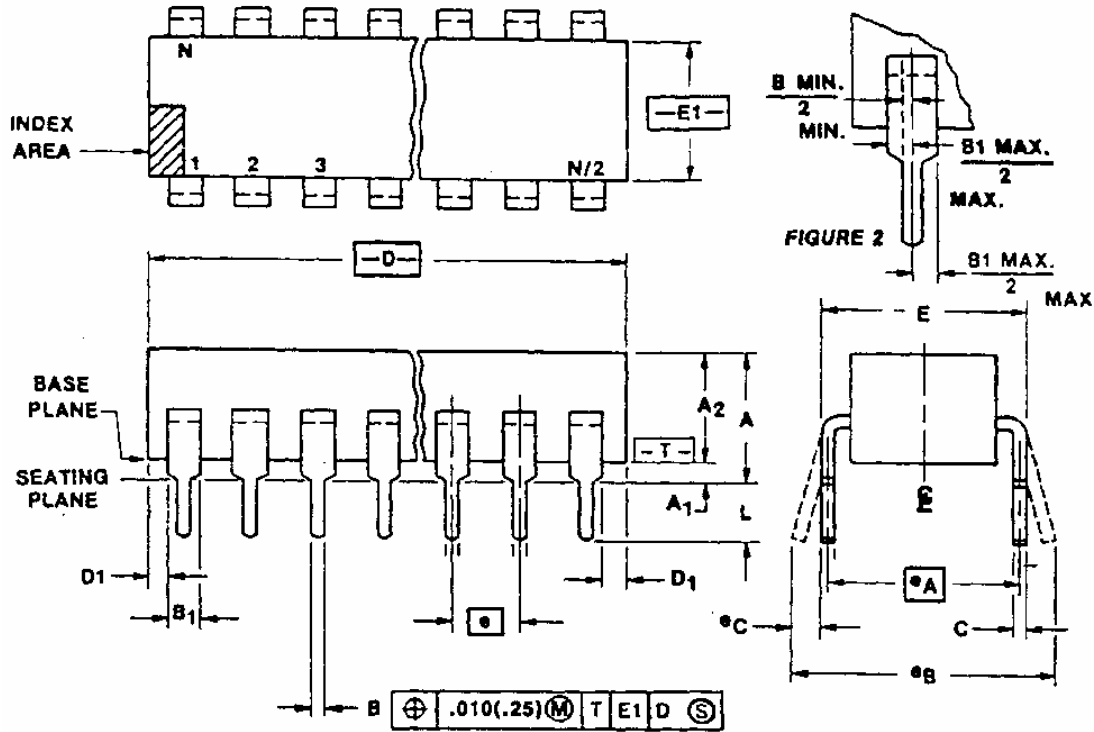 N
INDEX
AREA
1 2 3 N/2
-E1-
B MIN.
2
MIN.
B1 MAX.
2
MAX.
FIGURE 2
B1 MAX.
2
MAX
-D-
E
BASE
PLANE
SEATING
PLANE
A2
A
-T-
A1
L
D1
B1
e
D1
eA
eC
C
eB
B ⌖ .010(.25) Ⓜ T E1 D Ⓢ